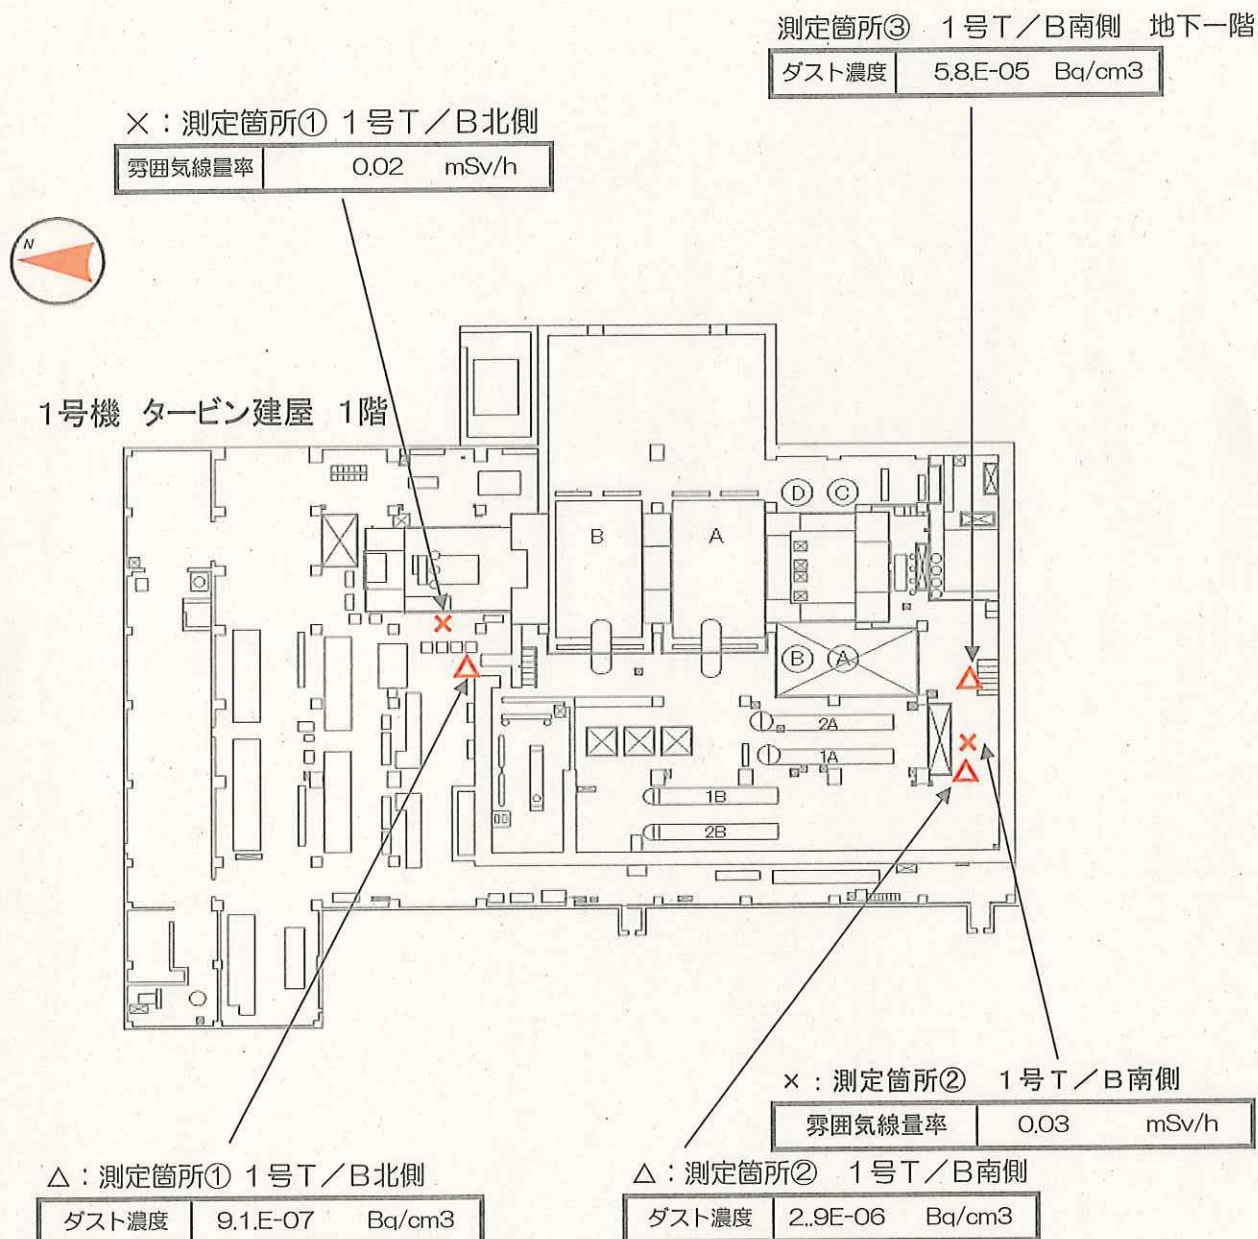 測定箇所③ 1号T/B南側 地下一階
ダスト濃度 5.8.E-05 Bq/cm3
×:測定箇所① 1号T/B北側
雰囲気線量率 0.02 mSv/h
N
1号機 タービン建屋 1階
D C
B A
B A
2A
1A
1B
2B
×:測定箇所② 1号T/B南側
雰囲気線量率 0.03 mSv/h
△:測定箇所① 1号T/B北側
ダスト濃度 9.1.E-07 Bq/cm3
△:測定箇所② 1号T/B南側
ダスト濃度 2..9E-06 Bq/cm3